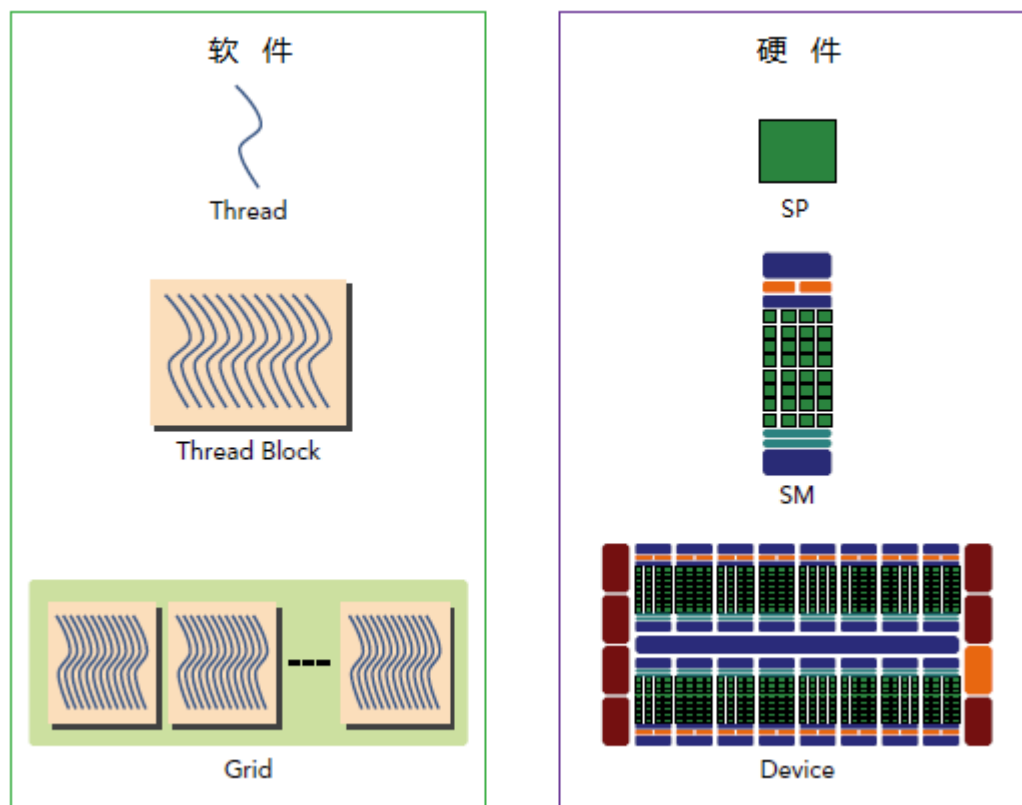 软 件
Thread
Thread Block
Grid
硬 件
SP
SM
Device